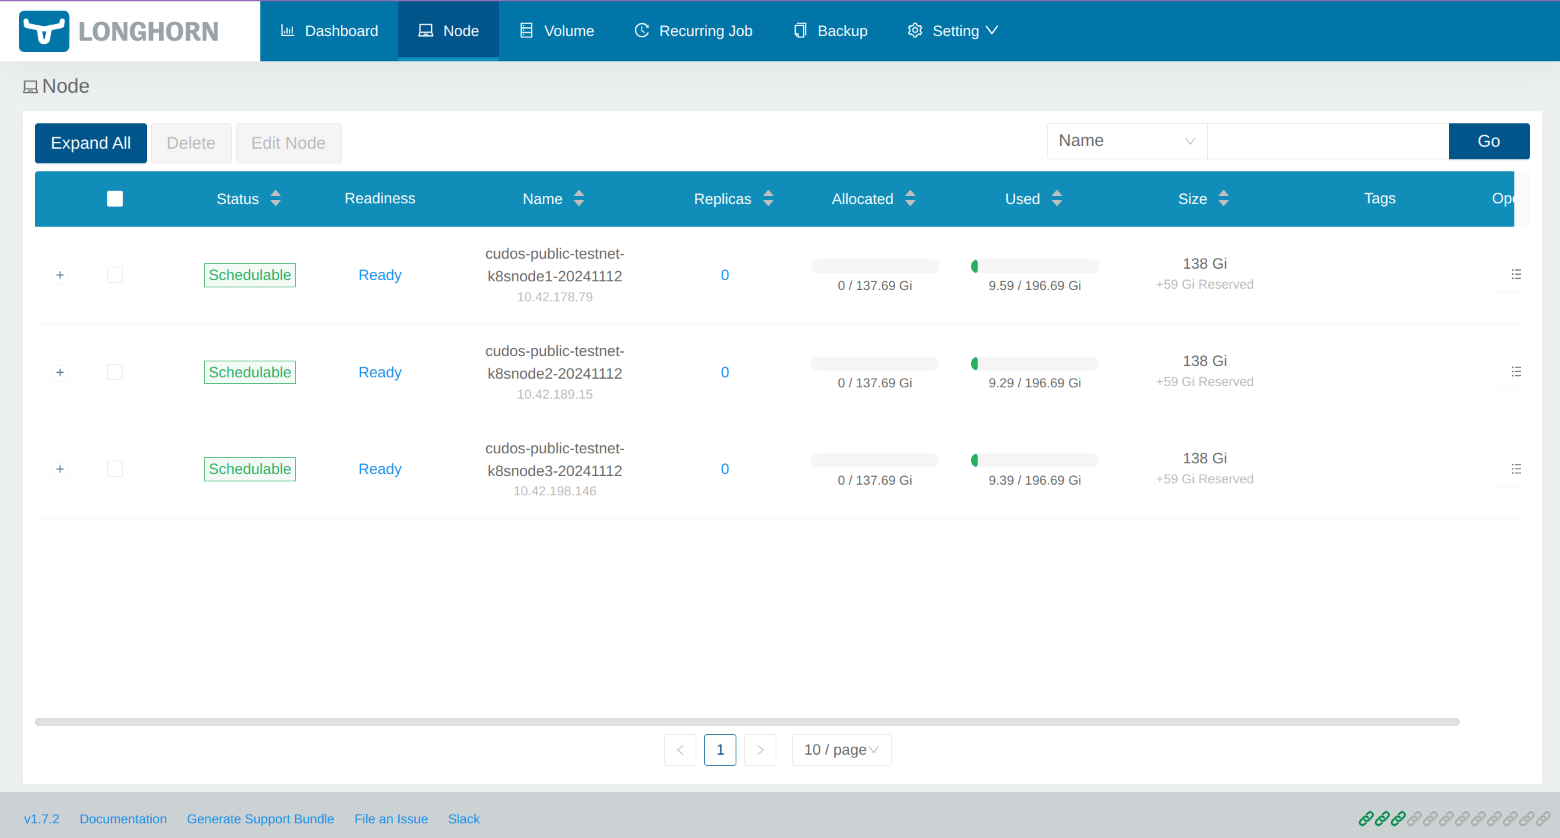 LONGHORN
Dashboard
Node
Volume
Recurring Job
Backup
Setting
Node
Expand All
Delete
Edit Node
Name
Go
Status
Readiness
Name
Replicas
Allocated
Used
Size
Tags
Ope
+
Schedulable
Ready
cudos-public-testnet-
k8snode1-20241112
10.42.178.79
0
0 / 137.69 Gi
9.59 / 196.69 Gi
138 Gi
+59 Gi Reserved
+
Schedulable
Ready
cudos-public-testnet-
k8snode2-20241112
10.42.189.15
0
0 / 137.69 Gi
9.29 / 196.69 Gi
138 Gi
+59 Gi Reserved
+
Schedulable
Ready
cudos-public-testnet-
k8snode3-20241112
10.42.198.146
0
0 / 137.69 Gi
9.39 / 196.69 Gi
138 Gi
+59 Gi Reserved
<
1
>
10 / page
v1.7.2
Documentation
Generate Support Bundle
File an Issue
Slack